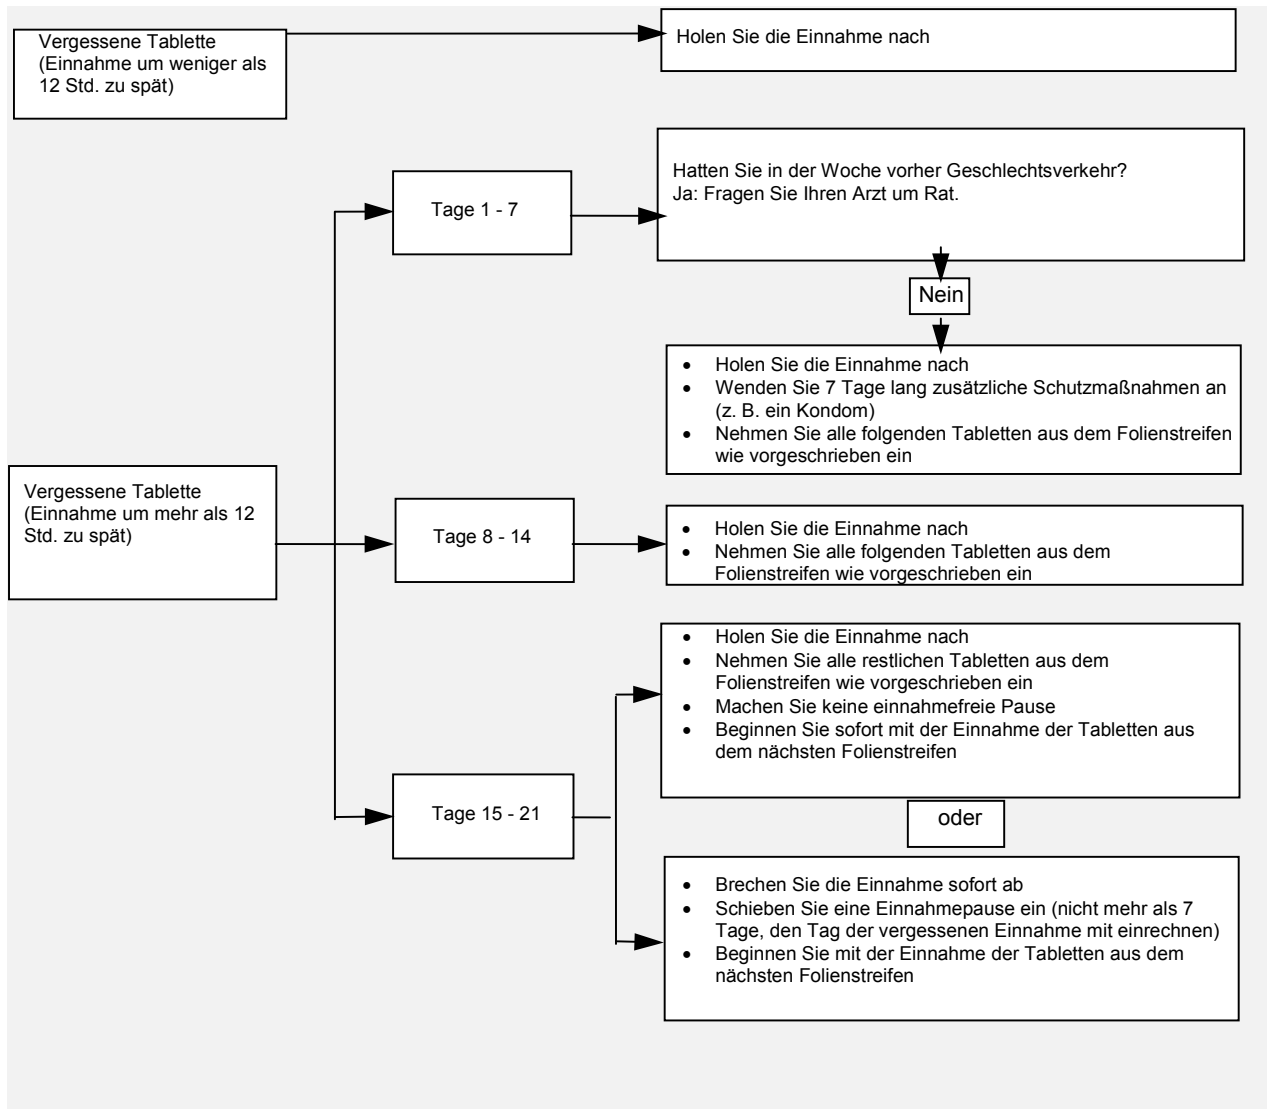 Vergessene Tablette
(Einnahme um weniger als
12 Std. zu spät)
Holen Sie die Einnahme nach
Hatten Sie in der Woche vorher Geschlechtsverkehr?
Ja: Fragen Sie Ihren Arzt um Rat.
Tage 1 - 7
Nein
• Holen Sie die Einnahme nach
• Wenden Sie 7 Tage lang zusätzliche Schutzmaßnahmen an
(z. B. ein Kondom)
• Nehmen Sie alle folgenden Tabletten aus dem Folienstreifen
wie vorgeschrieben ein
Vergessene Tablette
(Einnahme um mehr als 12
Std. zu spät)
Tage 8 - 14
• Holen Sie die Einnahme nach
• Nehmen Sie alle folgenden Tabletten aus dem
Folienstreifen wie vorgeschrieben ein
Tage 15 - 21
• Holen Sie die Einnahme nach
• Nehmen Sie alle restlichen Tabletten aus dem
Folienstreifen wie vorgeschrieben ein
• Machen Sie keine einnahmefreie Pause
• Beginnen Sie sofort mit der Einnahme der Tabletten aus
dem nächsten Folienstreifen
oder
• Brechen Sie die Einnahme sofort ab
• Schieben Sie eine Einnahmepause ein (nicht mehr als 7
Tage, den Tag der vergessenen Einnahme mit einrechnen)
• Beginnen Sie mit der Einnahme der Tabletten aus dem
nächsten Folienstreifen